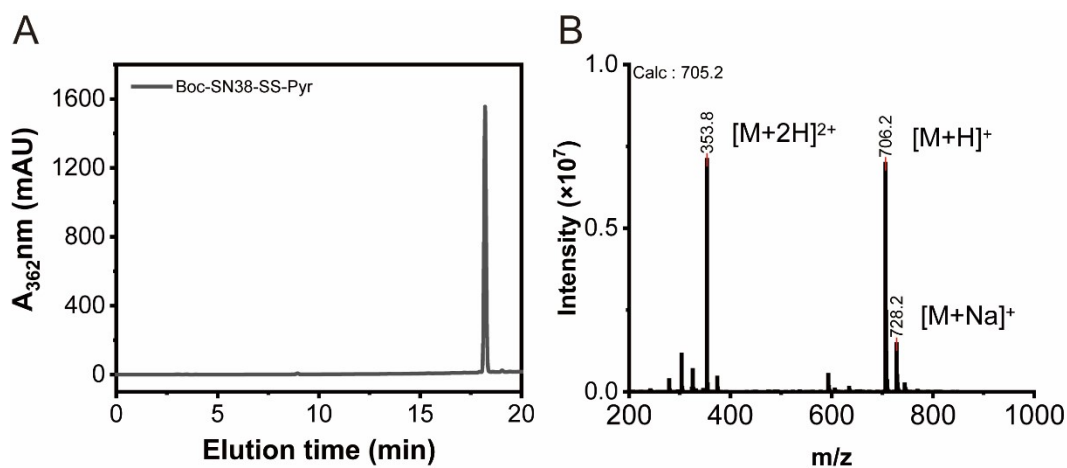 A
Boc-SN38-SS-Pyr
1600
1200
800
400
0
A₃₆₂nm (mAU)
0 5 10 15 20
Elution time (min)
B
Calc : 705.2
1.0
0.5
0.0
Intensity (×10⁷)
353.8
[M+2H]²⁺
706.2
[M+H]⁺
728.2
[M+Na]⁺
200 400 600 800 1000
m/z